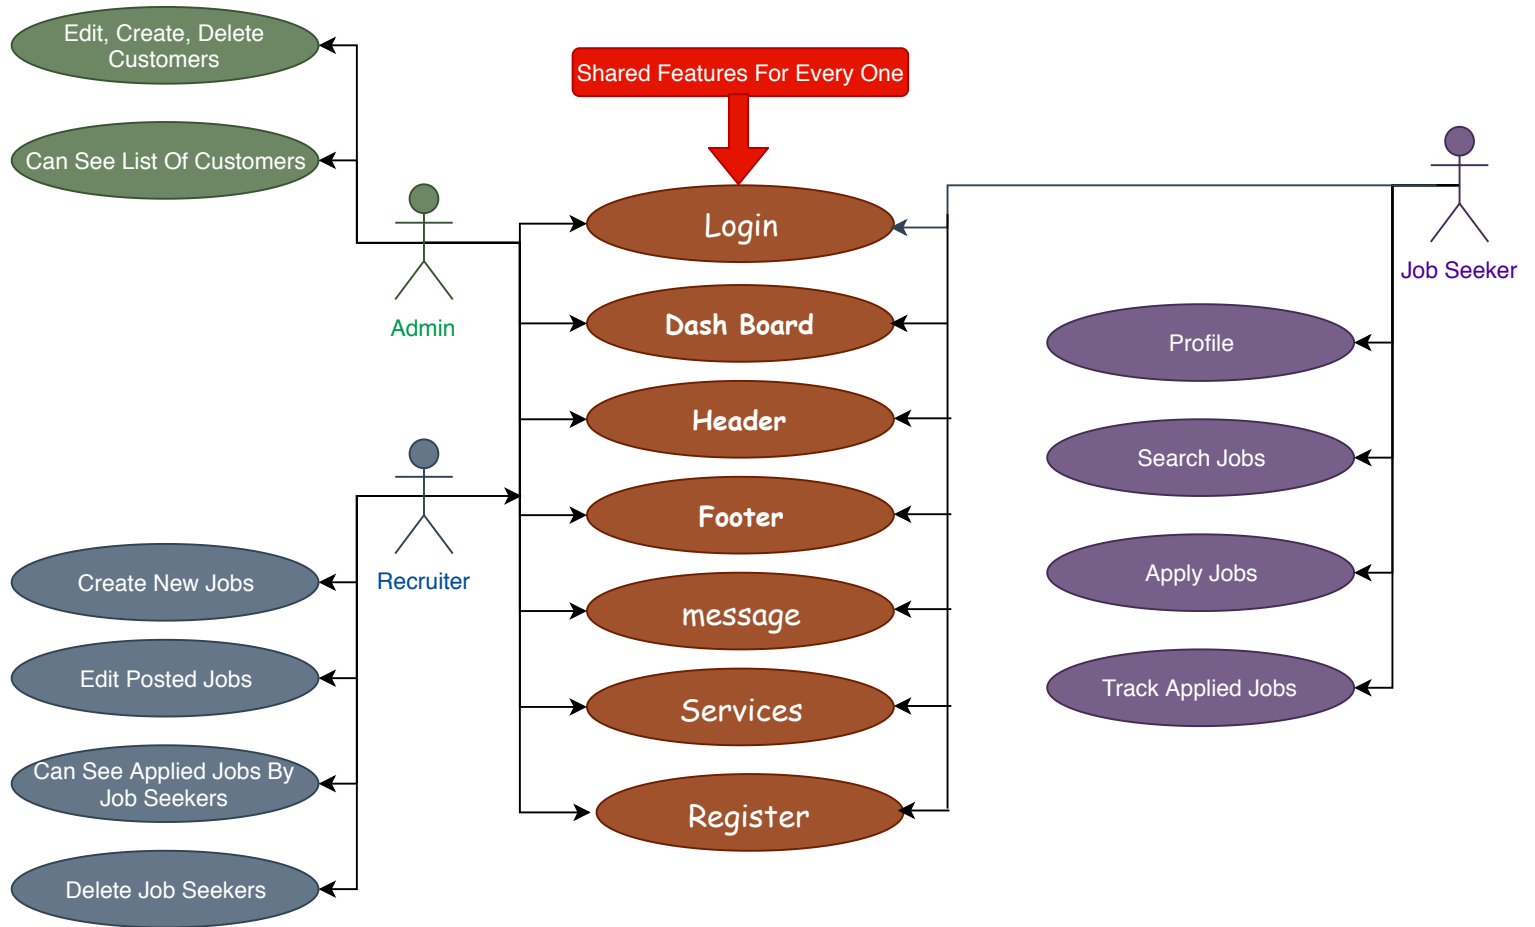 Edit, Create, Delete
Customers
Can See List Of Customers
Admin
Shared Features For Every One
Login
Dash Board
Header
Footer
message
Services
Register
Job Seeker
Profile
Search Jobs
Apply Jobs
Track Applied Jobs
Recruiter
Create New Jobs
Edit Posted Jobs
Can See Applied Jobs By
Job Seekers
Delete Job Seekers